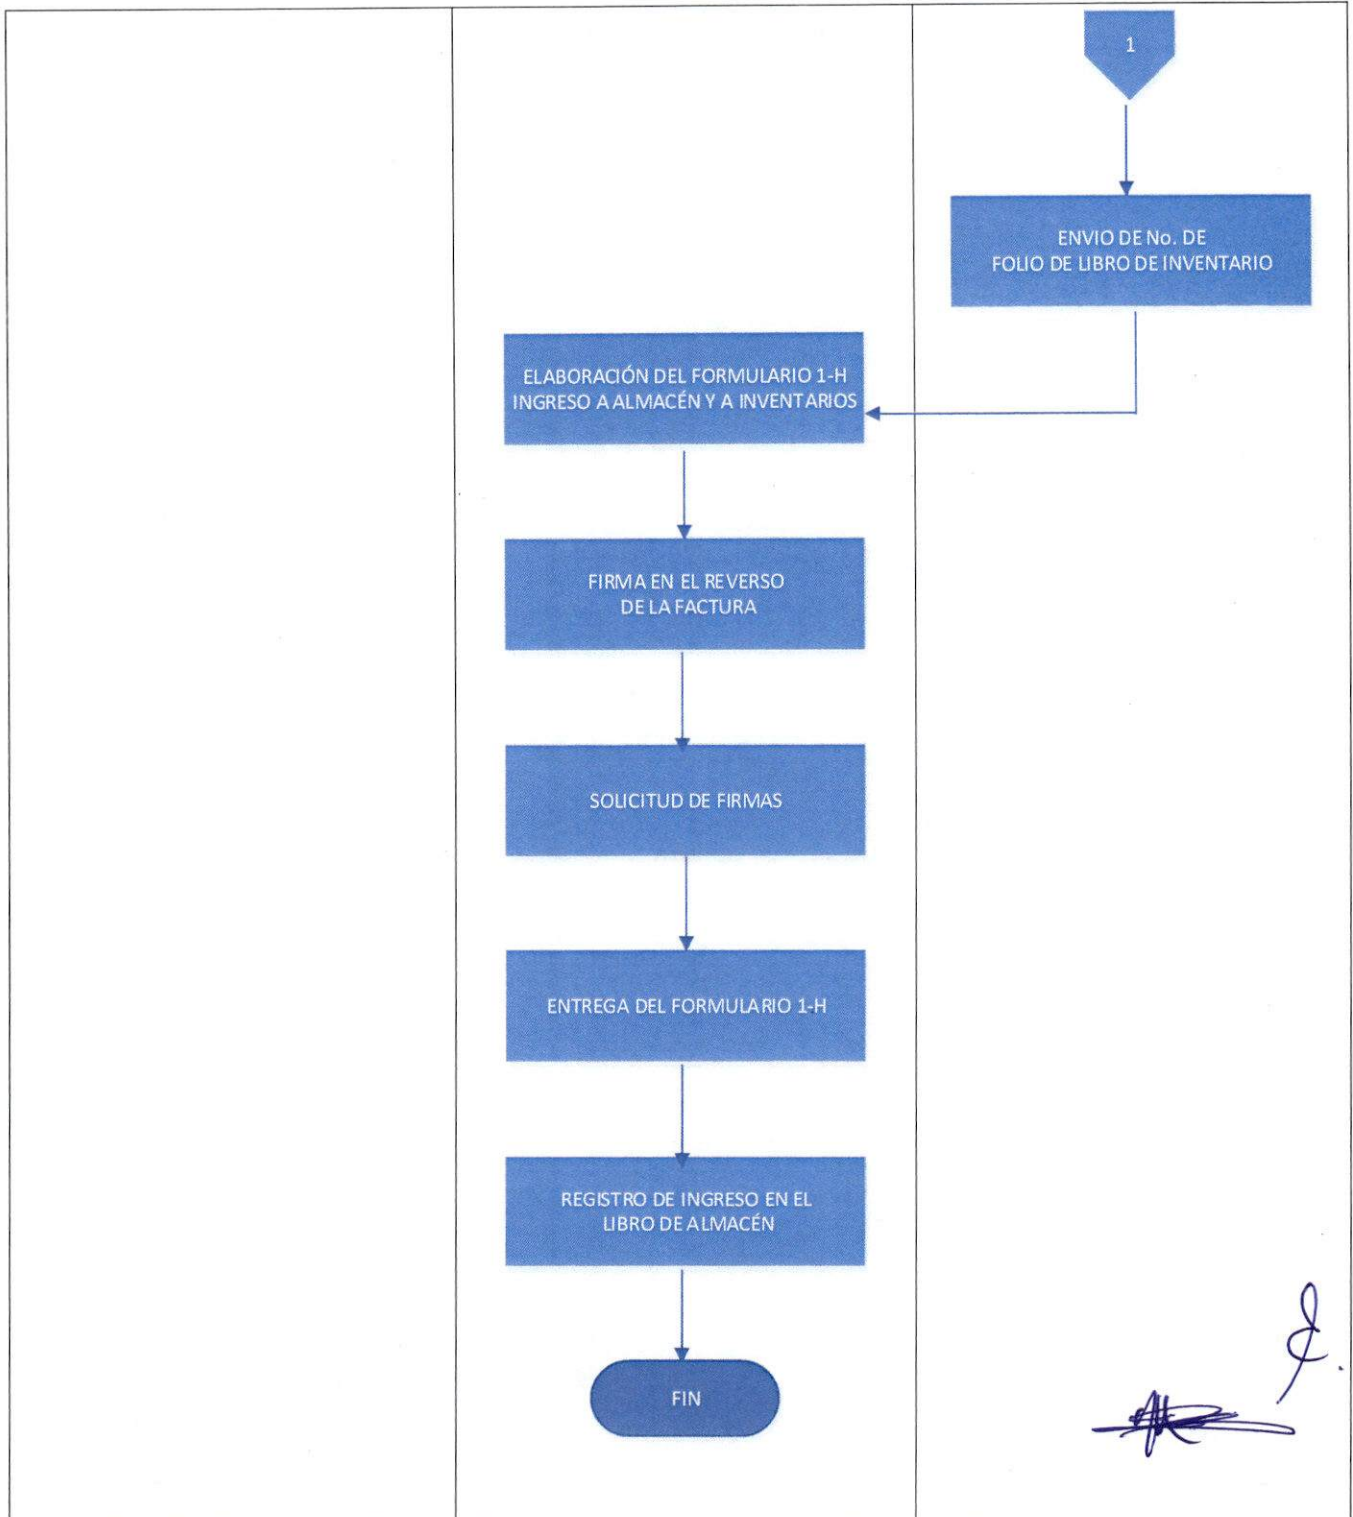 1
ENVIO DE No. DE
FOLIO DE LIBRO DE INVENTARIO
ELABORACIÓN DEL FORMULARIO 1-H
INGRESO A ALMACÉN Y A INVENTARIOS
FIRMA EN EL REVERSO
DE LA FACTURA
SOLICITUD DE FIRMAS
ENTREGA DEL FORMULARIO 1-H
REGISTRO DE INGRESO EN EL
LIBRO DE ALMACÉN
FIN